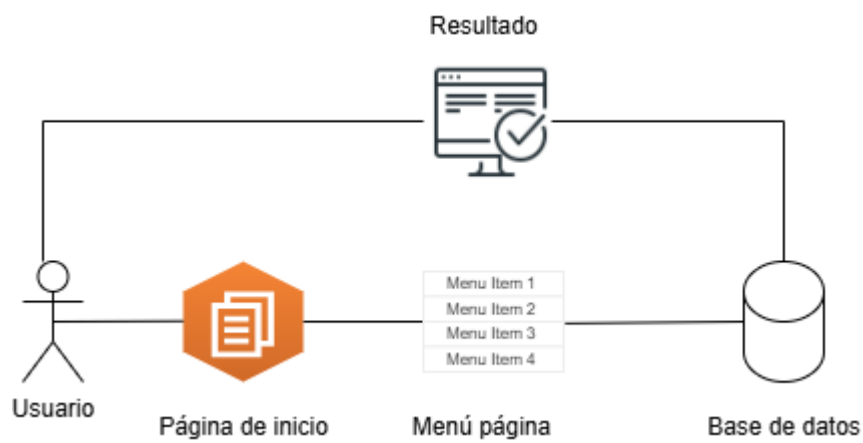 Resultado
Menu Item 1
Menu Item 2
Menu Item 3
Menu Item 4
Usuario
Página de inicio
Menú página
Base de datos